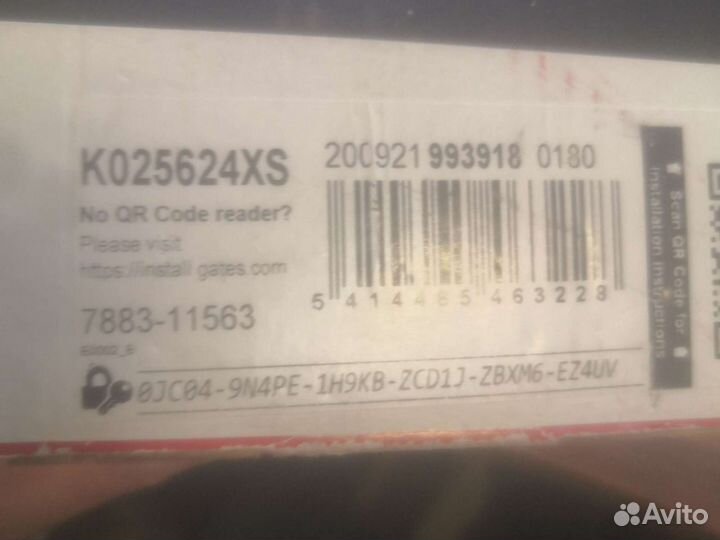 K025624XS
200921 993918 0180
No QR Code reader?
Please visit
https://install.gates.com
5 414465 463228
7883-11563
E0002_B
0JC04-9N4PE-1H9KB-ZCD1J-ZBXM6-EZ4UV
Scan QR Code for
Installation Instructions
Avito